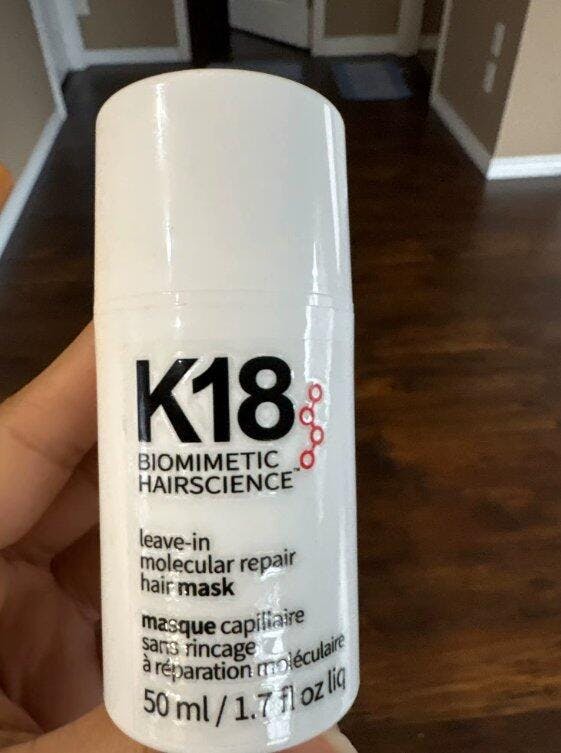 K18
BIOMIMETIC
HAIRSCIENCE™
leave-in
molecular repair
hair mask
masque capillaire
sans rincage
à réparation moléculaire
50 ml / 1.7 fl oz liq